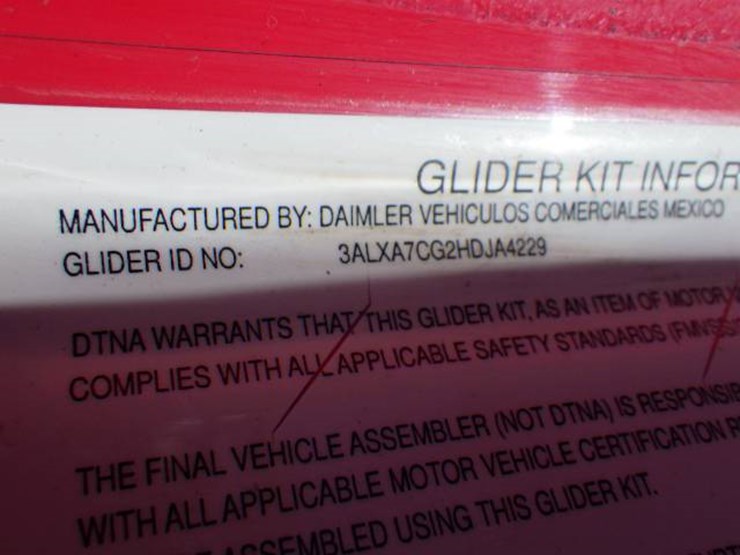 GLIDER KIT INFOR
MANUFACTURED BY: DAIMLER VEHICULOS COMERCIALES MEXICO
GLIDER ID NO: 3ALXA7CG2HDJA4229
DTNA WARRANTS THAT THIS GLIDER KIT, AS AN ITEM OF MOTOR
COMPLIES WITH ALL APPLICABLE SAFETY STANDARDS (FMVSS
THE FINAL VEHICLE ASSEMBLER (NOT DTNA) IS RESPONSIB
WITH ALL APPLICABLE MOTOR VEHICLE CERTIFICATION R
ASSEMBLED USING THIS GLIDER KIT.